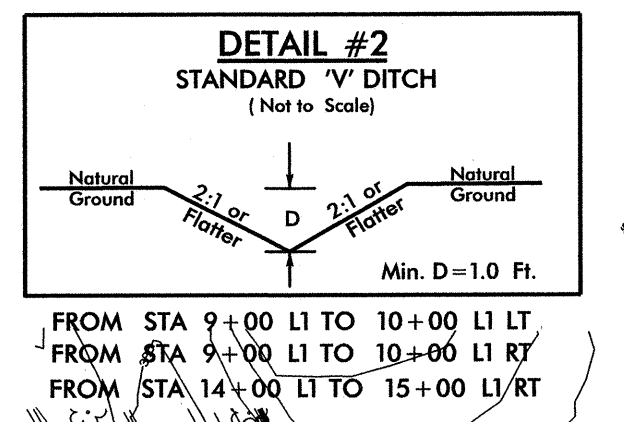 DETAIL #2
STANDARD 'V' DITCH
( Not to Scale)
Natural
Ground
2:1 or
Flatter
D
2:1 or
Flatter
Natural
Ground
Min. D=1.0 Ft.
FROM STA 9+00 L1 TO 10+00 L1 LT
FROM STA 9+00 L1 TO 10+00 L1 RT
FROM STA 14+00 L1 TO 15+00 L1 RT